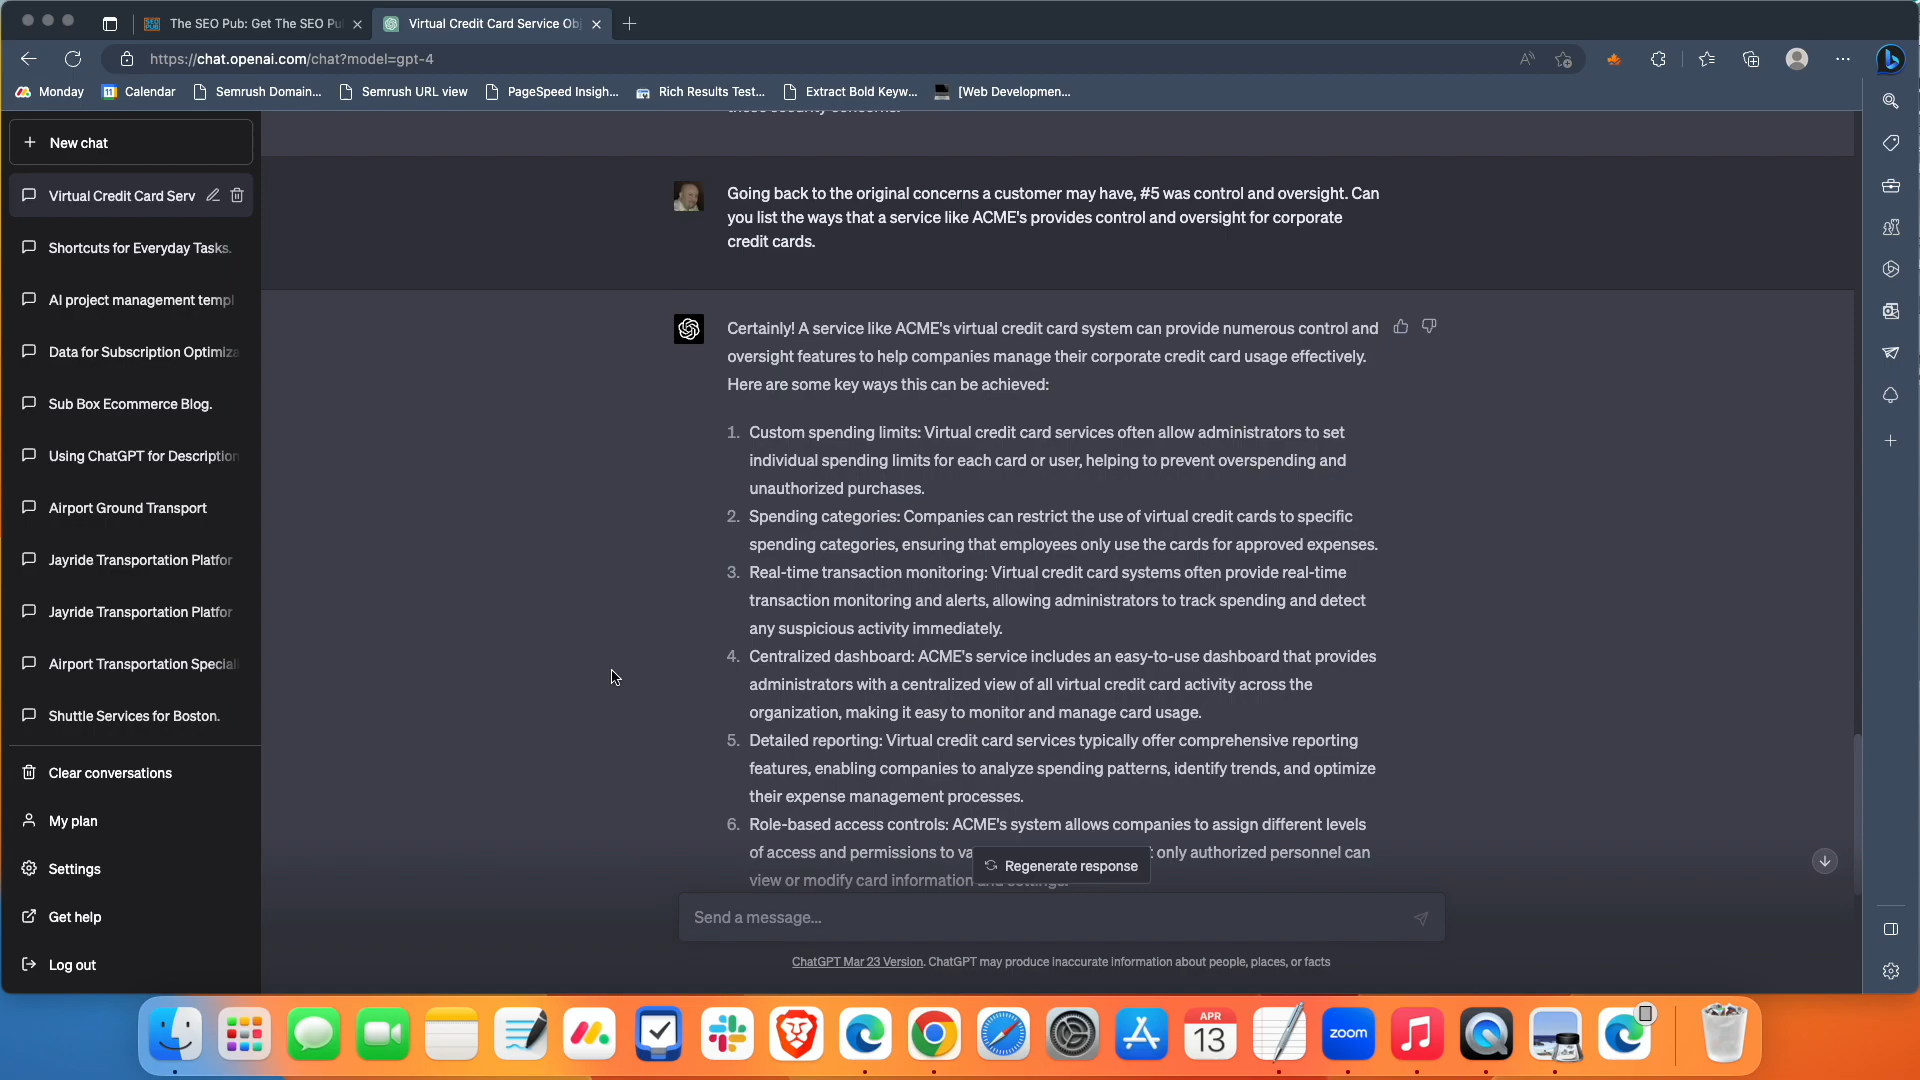 The SEO Pub: Get The SEO Pu
Virtual Credit Card Service Ob
https://chat.openai.com/chat?model=gpt-4
Monday
Calendar
Semrush Domain...
Semrush URL view
PageSpeed Insigh...
Rich Results Test...
Extract Bold Keyw...
[Web Developmen...
New chat
Virtual Credit Card Serv
Shortcuts for Everyday Tasks.
AI project management templ
Data for Subscription Optimiza
Sub Box Ecommerce Blog.
Using ChatGPT for Description
Airport Ground Transport
Jayride Transportation Platfor
Jayride Transportation Platfor
Airport Transportation Special
Shuttle Services for Boston.
Clear conversations
My plan
Settings
Get help
Log out
these security concerns.
Going back to the original concerns a customer may have, #5 was control and oversight. Can
you list the ways that a service like ACME's provides control and oversight for corporate
credit cards.
Certainly! A service like ACME's virtual credit card system can provide numerous control and
oversight features to help companies manage their corporate credit card usage effectively.
Here are some key ways this can be achieved:
1. Custom spending limits: Virtual credit card services often allow administrators to set
individual spending limits for each card or user, helping to prevent overspending and
unauthorized purchases.
2. Spending categories: Companies can restrict the use of virtual credit cards to specific
spending categories, ensuring that employees only use the cards for approved expenses.
3. Real-time transaction monitoring: Virtual credit card systems often provide real-time
transaction monitoring and alerts, allowing administrators to track spending and detect
any suspicious activity immediately.
4. Centralized dashboard: ACME's service includes an easy-to-use dashboard that provides
administrators with a centralized view of all virtual credit card activity across the
organization, making it easy to monitor and manage card usage.
5. Detailed reporting: Virtual credit card services typically offer comprehensive reporting
features, enabling companies to analyze spending patterns, identify trends, and optimize
their expense management processes.
6. Role-based access controls: ACME's system allows companies to assign different levels
of access and permissions to va only authorized personnel can
view or modify card information and settings.
Regenerate response
Send a message...
ChatGPT Mar 23 Version. ChatGPT may produce inaccurate information about people, places, or facts
APR
13
zoom